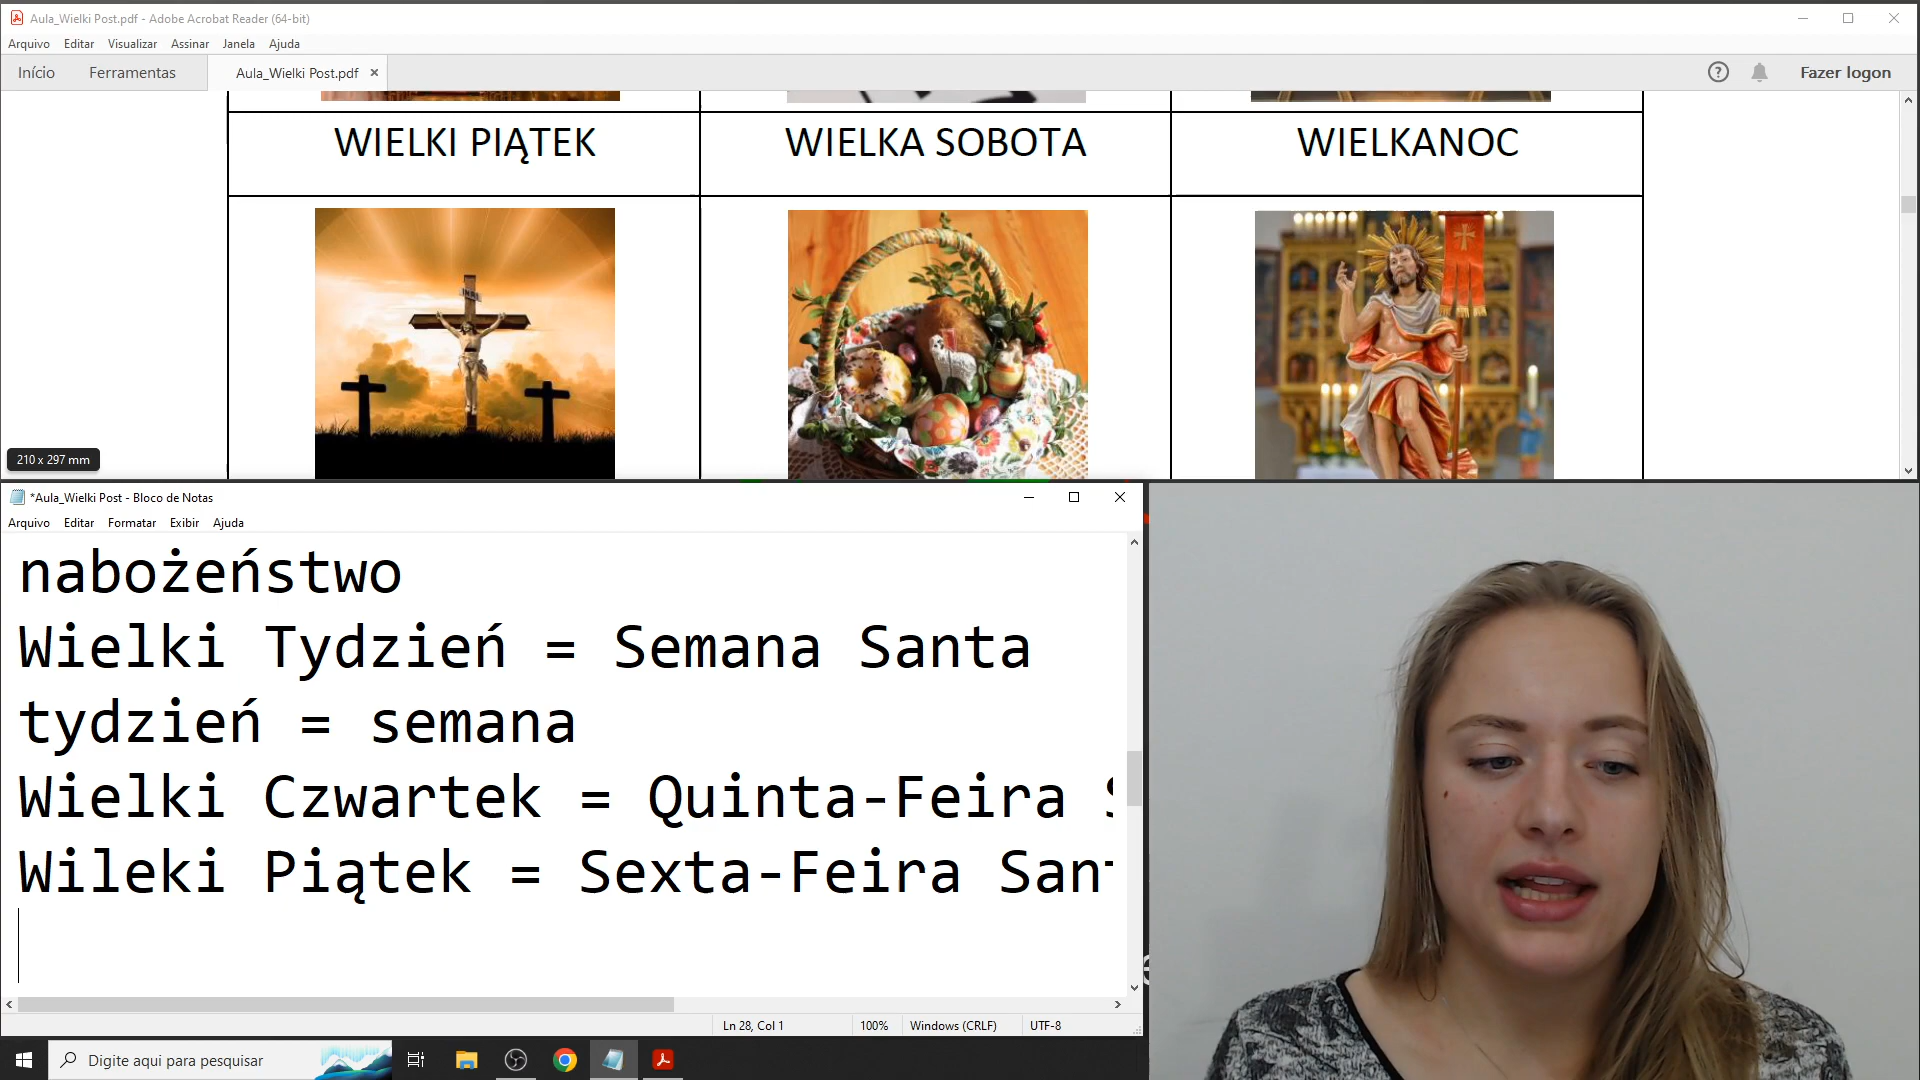 Aula_Wielki Post.pdf - Adobe Acrobat Reader (64-bit)
Arquivo Editar Visualizar Assinar Janela Ajuda
Início Ferramentas Aula_Wielki Post.pdf Fazer logon
WIELKI PIĄTEK WIELKA SOBOTA WIELKANOC
INRI
210 x 297 mm
*Aula_Wielki Post - Bloco de Notas
Arquivo Editar Formatar Exibir Ajuda
nabożeństwo
Wielki Tydzień = Semana Santa
tydzień = semana
Wielki Czwartek = Quinta-Feira S
Wileki Piątek = Sexta-Feira Sant
Ln 28, Col 1 100% Windows (CRLF) UTF-8
Digite aqui para pesquisar